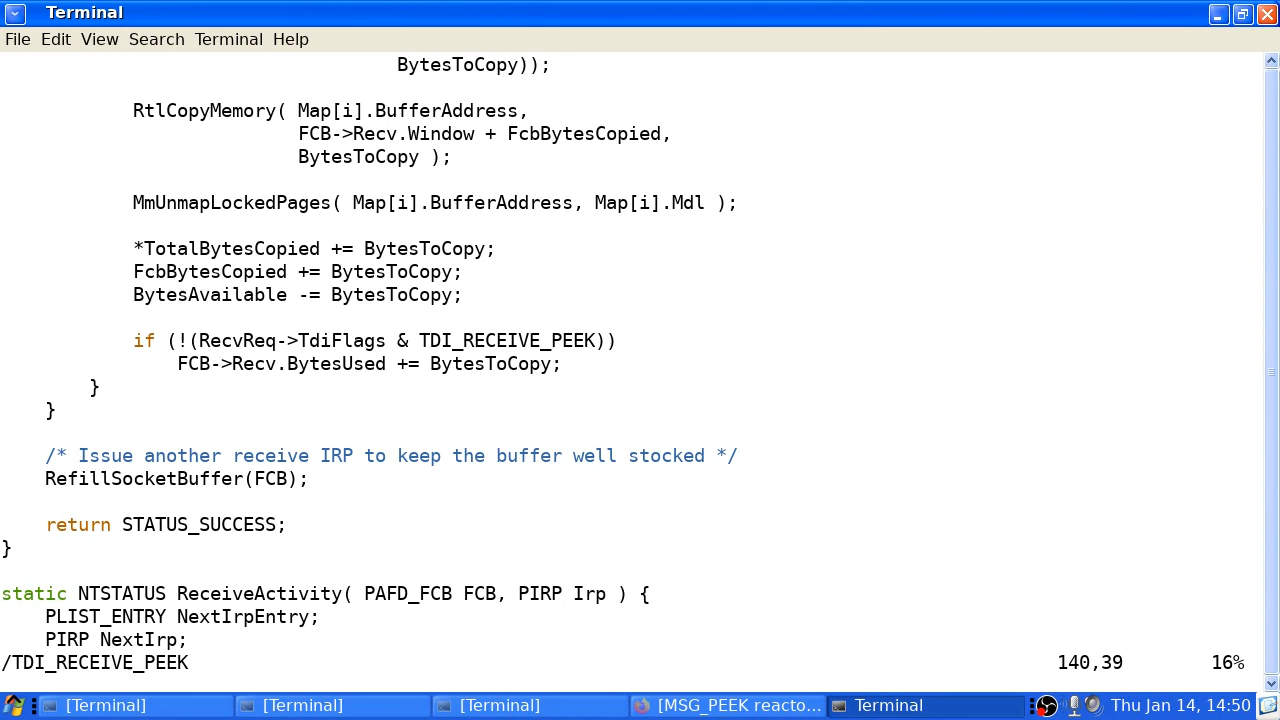 Terminal
File Edit View Search Terminal Help
BytesToCopy));
RtlCopyMemory( Map[i].BufferAddress,
FCB->Recv.Window + FcbBytesCopied,
BytesToCopy );
MmUnmapLockedPages( Map[i].BufferAddress, Map[i].Mdl );
*TotalBytesCopied += BytesToCopy;
FcbBytesCopied += BytesToCopy;
BytesAvailable -= BytesToCopy;
if (!(RecvReq->TdiFlags & TDI_RECEIVE_PEEK))
FCB->Recv.BytesUsed += BytesToCopy;
}
}
/* Issue another receive IRP to keep the buffer well stocked */
RefillSocketBuffer(FCB);
return STATUS_SUCCESS;
}
static NTSTATUS ReceiveActivity( PAFD_FCB FCB, PIRP Irp ) {
PLIST_ENTRY NextIrpEntry;
PIRP NextIrp;
/TDI_RECEIVE_PEEK 140,39 16%
[Terminal] [Terminal] [Terminal] [MSG_PEEK reacto... Terminal Thu Jan 14, 14:50